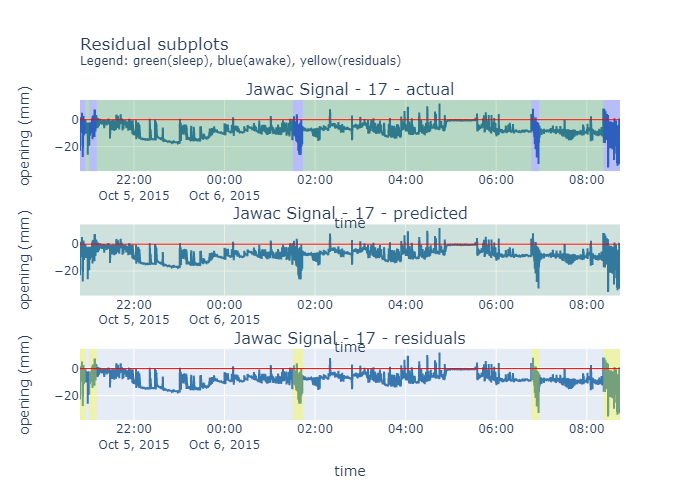 Residual subplots
Legend: green(sleep), blue(awake), yellow(residuals)
Jawac Signal - 17 - actual
opening (mm)
0
−20
22:00 00:00 02:00 04:00 06:00 08:00
Oct 5, 2015 Oct 6, 2015
time
Jawac Signal - 17 - predicted
opening (mm)
0
−20
22:00 00:00 02:00 04:00 06:00 08:00
Oct 5, 2015 Oct 6, 2015
time
Jawac Signal - 17 - residuals
opening (mm)
0
−20
22:00 00:00 02:00 04:00 06:00 08:00
Oct 5, 2015 Oct 6, 2015
time